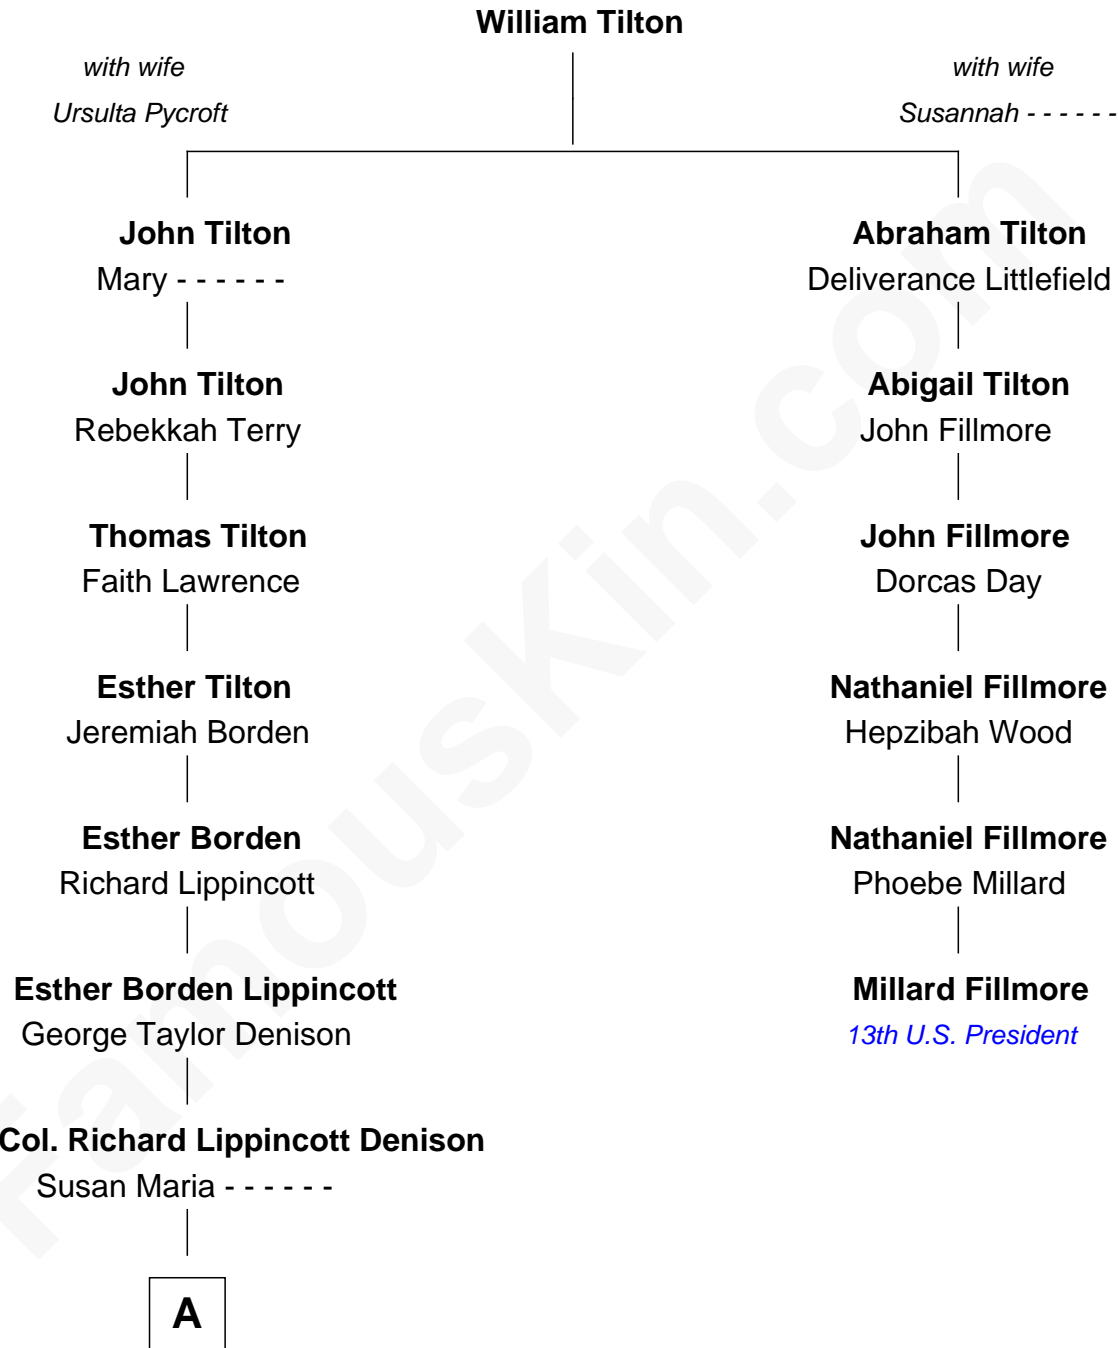 William Tilton
with wife
Ursulta Pycroft
with wife
Susannah - - - - - -
John Tilton
Mary - - - - - -
John Tilton
Rebekkah Terry
Thomas Tilton
Faith Lawrence
Esther Tilton
Jeremiah Borden
Esther Borden
Richard Lippincott
Esther Borden Lippincott
George Taylor Denison
Col. Richard Lippincott Denison
Susan Maria - - - - - -
A
Abraham Tilton
Deliverance Littlefield
Abigail Tilton
John Fillmore
John Fillmore
Dorcas Day
Nathaniel Fillmore
Hepzibah Wood
Nathaniel Fillmore
Phoebe Millard
Millard Fillmore
13th U.S. President
FamousKin.com